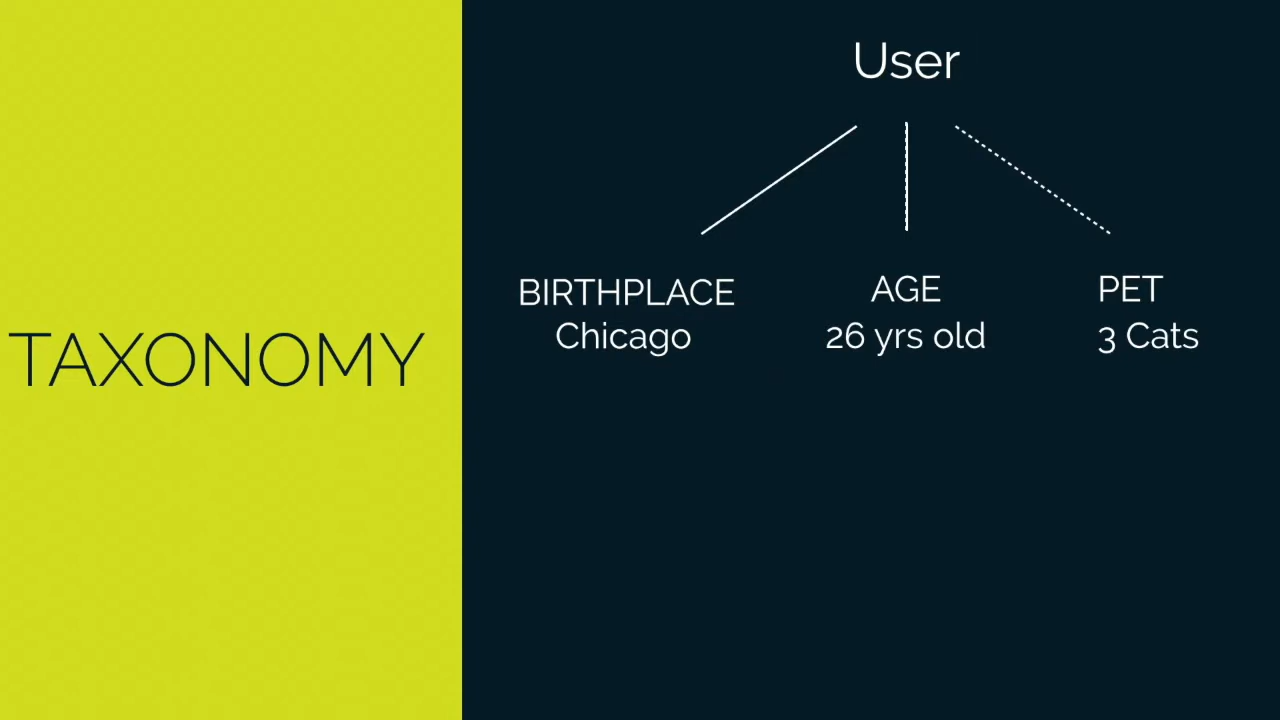 TAXONOMY
User
BIRTHPLACE
Chicago
AGE
26 yrs old
PET
3 Cats